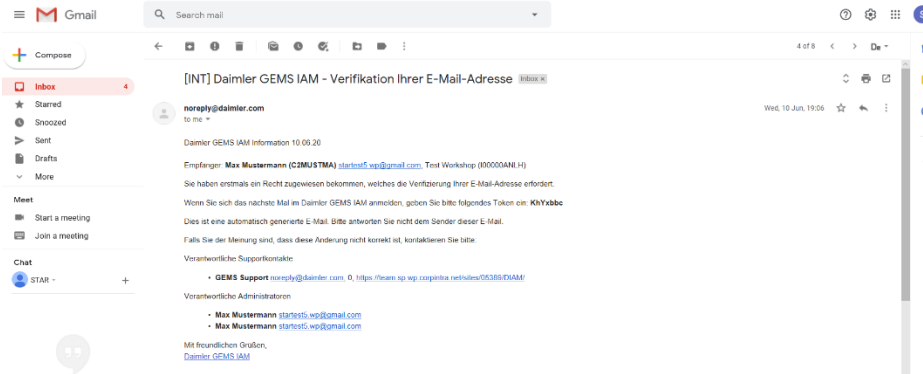 Gmail
Search mail
Compose
4 of 8
De
Inbox 4
Starred
Snoozed
Sent
Drafts
More
Meet
Start a meeting
Join a meeting
Chat
STAR
[INT] Daimler GEMS IAM - Verifikation Ihrer E-Mail-Adresse Inbox x
noreply@daimler.com Wed, 10 Jun, 19:06
to me
Daimler GEMS IAM Information 10.06.20
Empfänger: Max Mustermann (C2MUSTMA) startest5.wp@gmail.com, Test Workshop (I00000ANLH)
Sie haben erstmals ein Recht zugewiesen bekommen, welches die Verifizierung Ihrer E-Mail-Adresse erfordert.
Wenn Sie sich das nächste Mal im Daimler GEMS IAM anmelden, geben Sie bitte folgendes Token ein: KhYxbbc
Dies ist eine automatisch generierte E-Mail. Bitte antworten Sie nicht dem Sender dieser E-Mail.
Falls Sie der Meinung sind, dass diese Änderung nicht korrekt ist, kontaktieren Sie bitte:
Verantwortliche Supportkontakte
• GEMS Support noreply@daimler.com, 0, https://team.sp.wp.corpintra.net/sites/05389/DIAM/
Verantwortliche Administratoren
• Max Mustermann startest5.wp@gmail.com
• Max Mustermann startest5.wp@gmail.com
Mit freundlichen Grüßen,
Daimler GEMS IAM